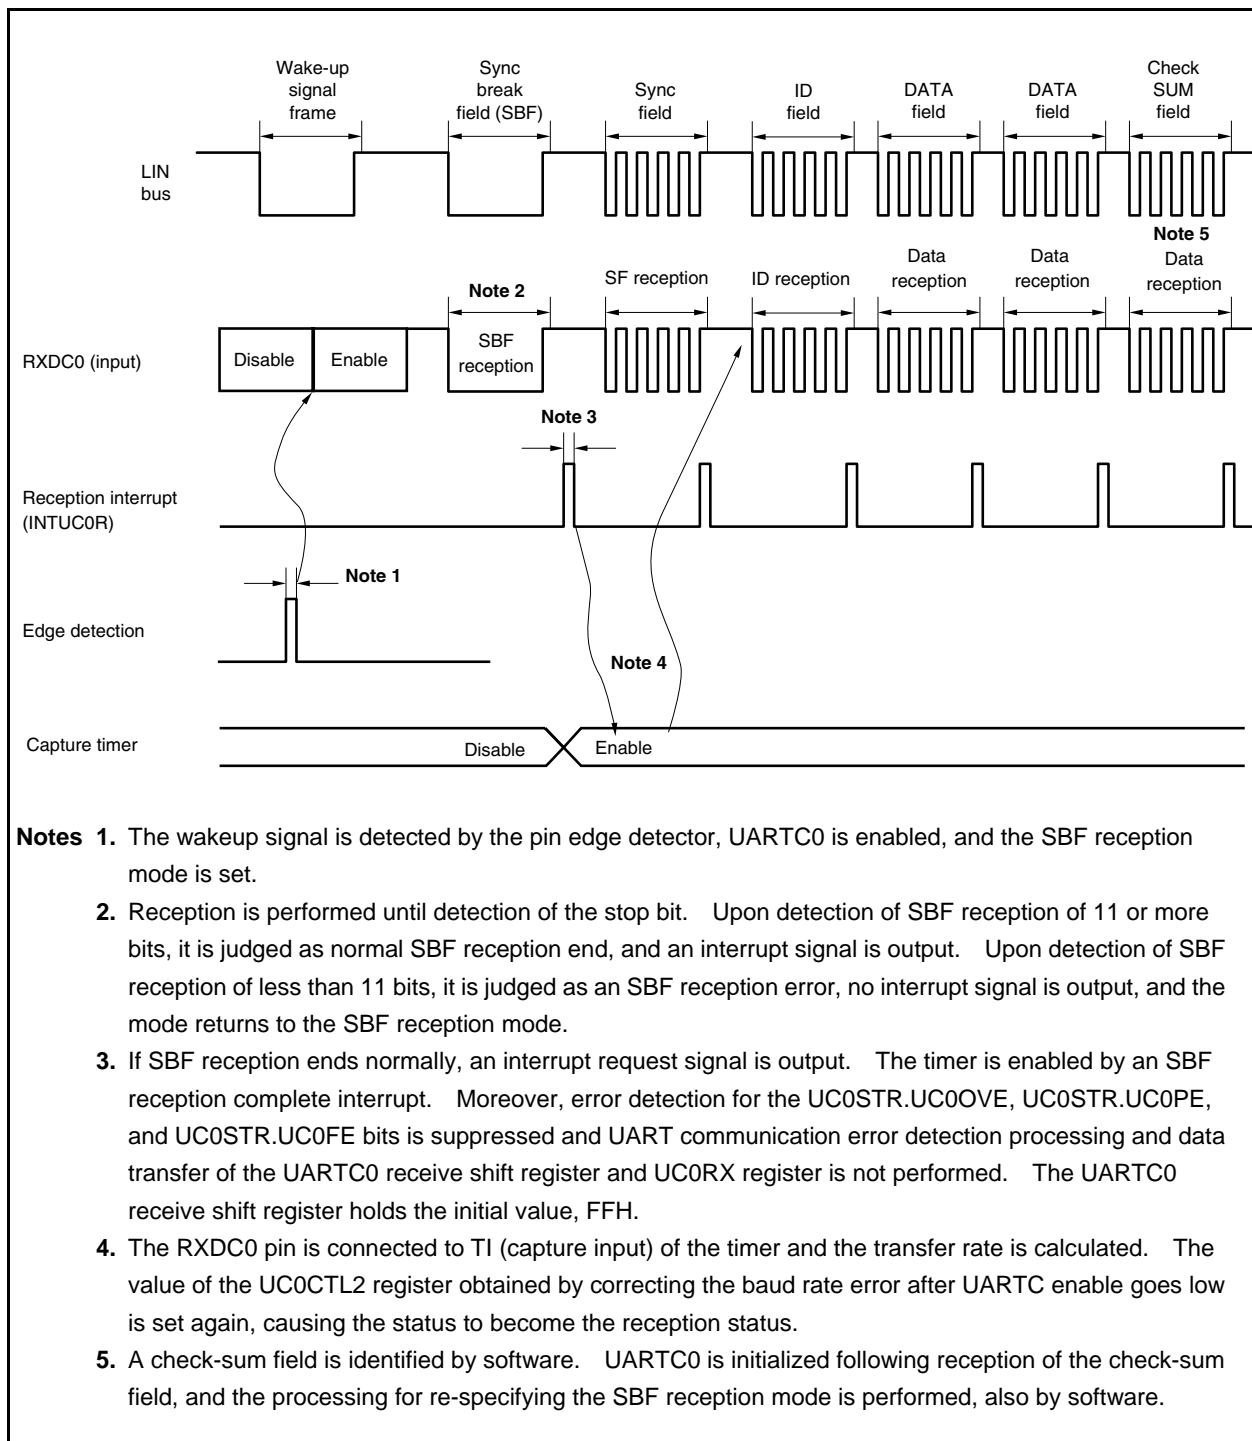 Wake-up
signal
frame
Sync
break
field (SBF)
Sync
field
ID
field
DATA
field
DATA
field
Check
SUM
field
LIN
bus
Note 5
Note 2
SF reception
ID reception
Data
reception
Data
reception
Data
reception
RXDC0 (input)
Disable
Enable
SBF
reception
Note 3
Reception interrupt
(INTUC0R)
Note 1
Edge detection
Note 4
Capture timer
Disable
Enable
Notes 1. The wakeup signal is detected by the pin edge detector, UARTC0 is enabled, and the SBF reception
mode is set.
2. Reception is performed until detection of the stop bit. Upon detection of SBF reception of 11 or more
bits, it is judged as normal SBF reception end, and an interrupt signal is output. Upon detection of SBF
reception of less than 11 bits, it is judged as an SBF reception error, no interrupt signal is output, and the
mode returns to the SBF reception mode.
3. If SBF reception ends normally, an interrupt request signal is output. The timer is enabled by an SBF
reception complete interrupt. Moreover, error detection for the UC0STR.UC0OVE, UC0STR.UC0PE,
and UC0STR.UC0FE bits is suppressed and UART communication error detection processing and data
transfer of the UARTC0 receive shift register and UC0RX register is not performed. The UARTC0
receive shift register holds the initial value, FFH.
4. The RXDC0 pin is connected to TI (capture input) of the timer and the transfer rate is calculated. The
value of the UC0CTL2 register obtained by correcting the baud rate error after UARTC enable goes low
is set again, causing the status to become the reception status.
5. A check-sum field is identified by software. UARTC0 is initialized following reception of the check-sum
field, and the processing for re-specifying the SBF reception mode is performed, also by software.